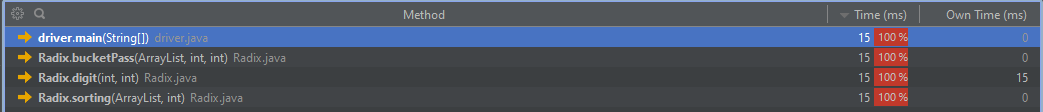 Method Time (ms) Own Time (ms)
driver.main(String[]) driver.java 15 100 % 0
Radix.bucketPass(ArrayList, int, int) Radix.java 15 100 % 0
Radix.digit(int, int) Radix.java 15 100 % 15
Radix.sorting(ArrayList, int) Radix.java 15 100 % 0